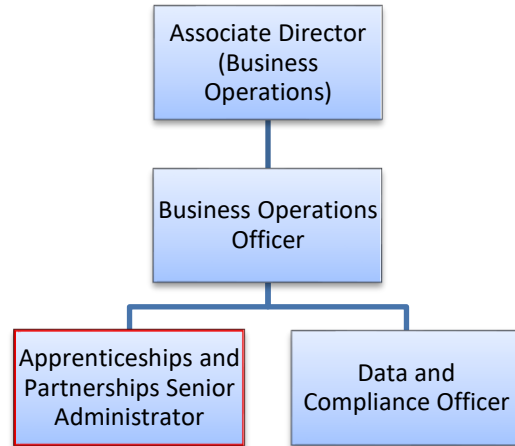 Associate Director
(Business
Operations)
Business Operations
Officer
Apprenticeships and
Partnerships Senior
Administrator
Data and
Compliance Officer